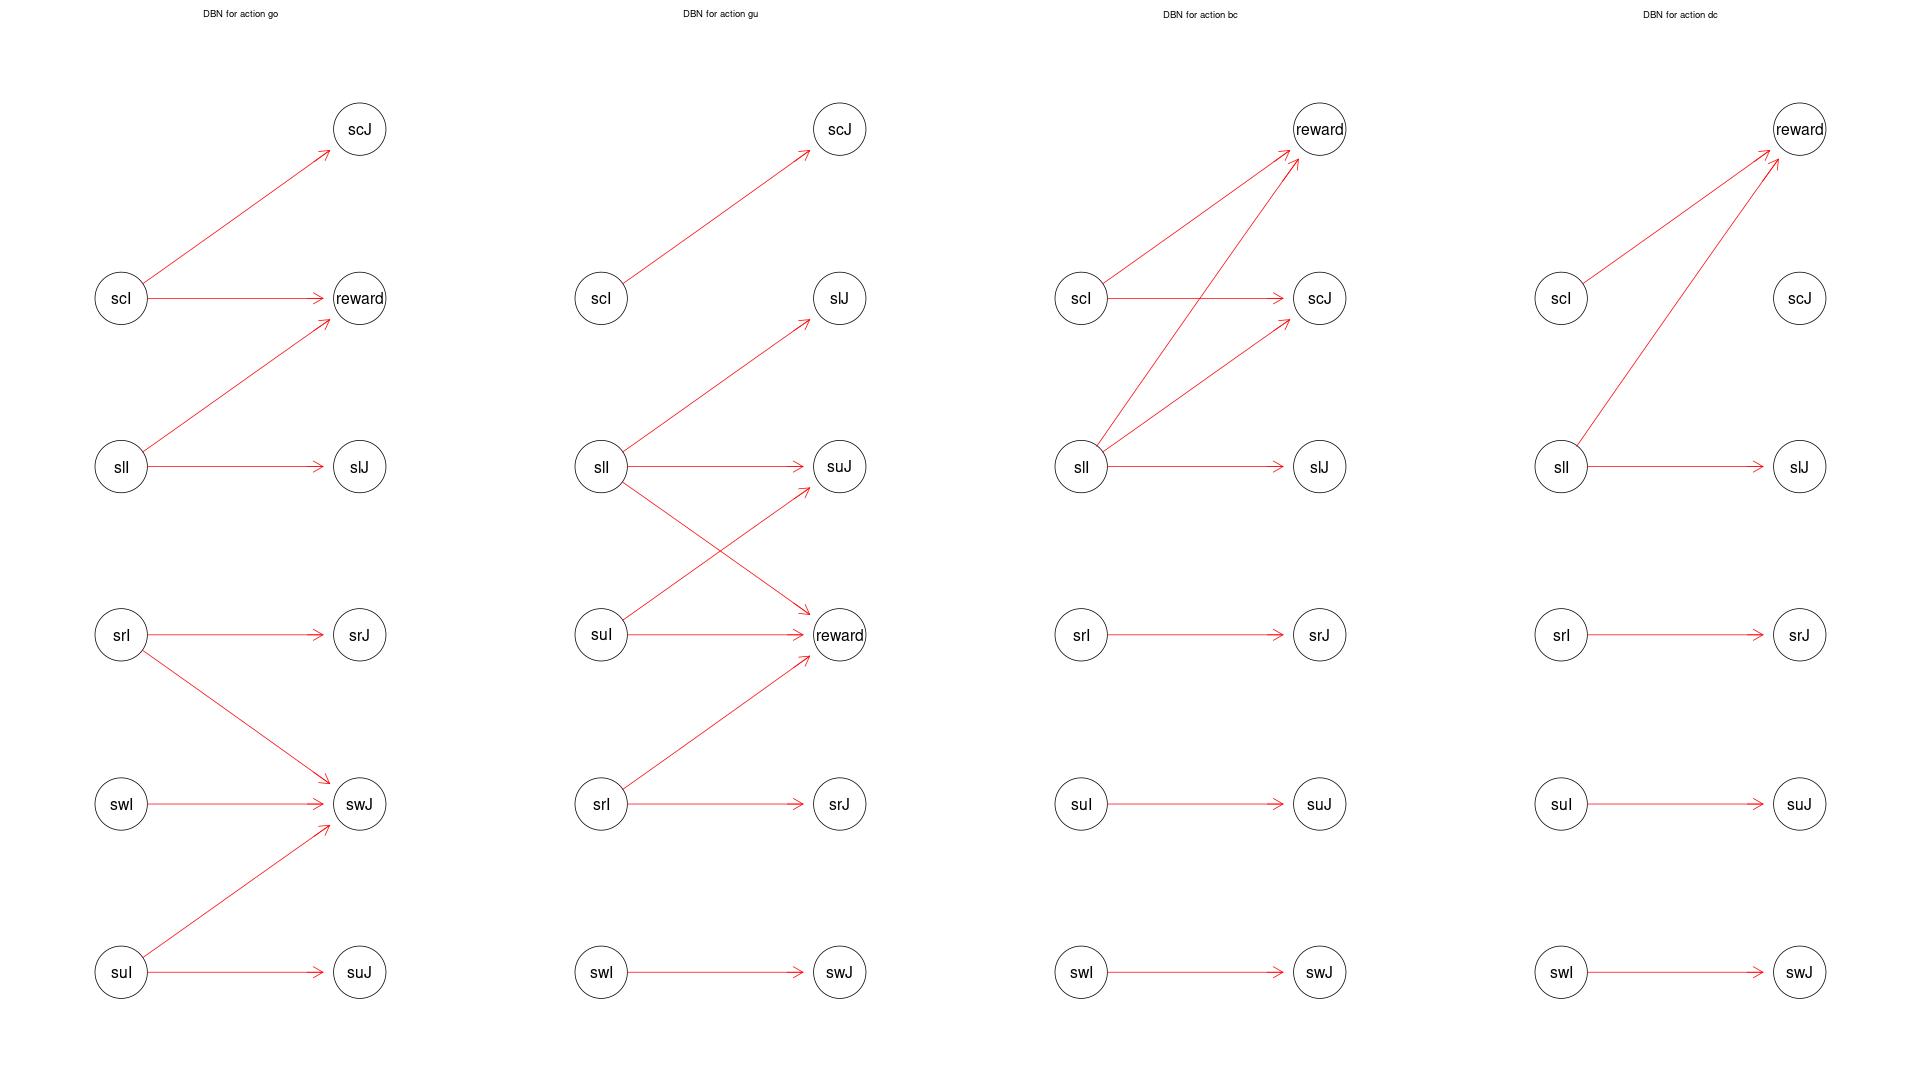 DBN for action go
scJ
scI
reward
slI
slJ
srI
srJ
swI
swJ
suI
suJ
DBN for action gu
scJ
scI
slJ
slI
suJ
suI
reward
srI
srJ
swI
swJ
DBN for action bc
reward
scI
scJ
slI
slJ
srI
srJ
suI
suJ
swI
swJ
DBN for action dc
reward
scI
scJ
slI
slJ
srI
srJ
suI
suJ
swI
swJ